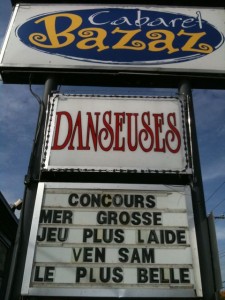 Cabaret
Bazaz
DANSEUSES
CONCOURS
MER GROSSE
JEU PLUS LAIDE
VEN SAM
LE PLUS BELLE